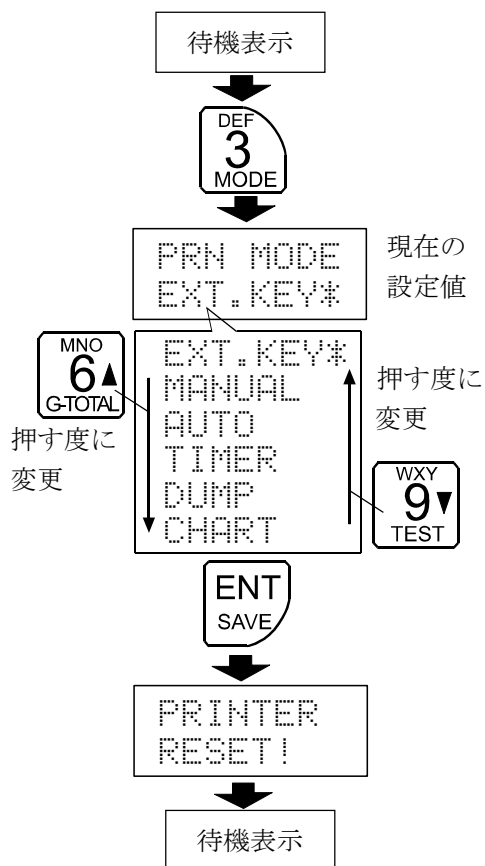 待機表示
DEF
3
MODE
PRN MODE
EXT.KEY*
現在の
設定値
MNO
6▲
G-TOTAL
押す度に
変更
EXT.KEY*
MANUAL
AUTO
TIMER
DUMP
CHART
押す度に
変更
WXY
9▼
TEST
ENT
SAVE
PRINTER
RESET!
待機表示